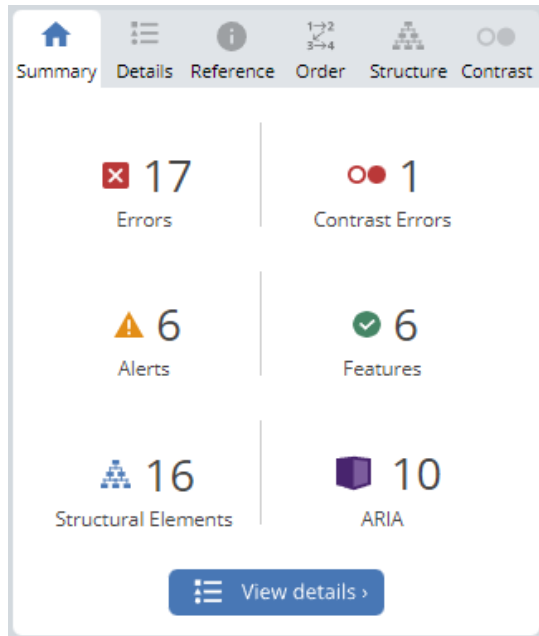 1→2
3→4
Summary Details Reference Order Structure Contrast
17 1
Errors Contrast Errors
6 6
Alerts Features
16 10
Structural Elements ARIA
View details ›